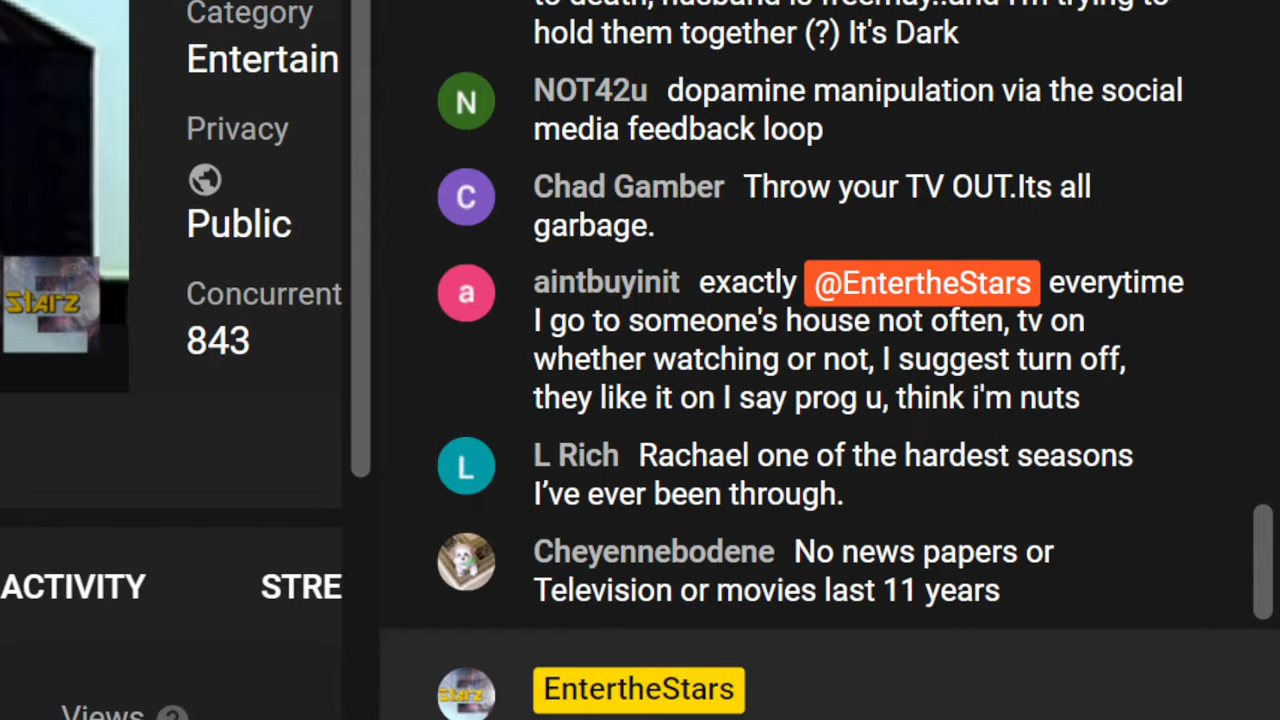 Category
Entertain
Privacy
Public
STARZ
Concurrent
843
ACTIVITY STRE
Views ?
hold them together (?) It's Dark
N NOT42u dopamine manipulation via the social
media feedback loop
C Chad Gamber Throw your TV OUT.Its all
garbage.
a aintbuyinit exactly @EntertheStars everytime
I go to someone's house not often, tv on
whether watching or not, I suggest turn off,
they like it on I say prog u, think i'm nuts
L L Rich Rachael one of the hardest seasons
I’ve ever been through.
Cheyennebodene No news papers or
Television or movies last 11 years
STARZ EntertheStars